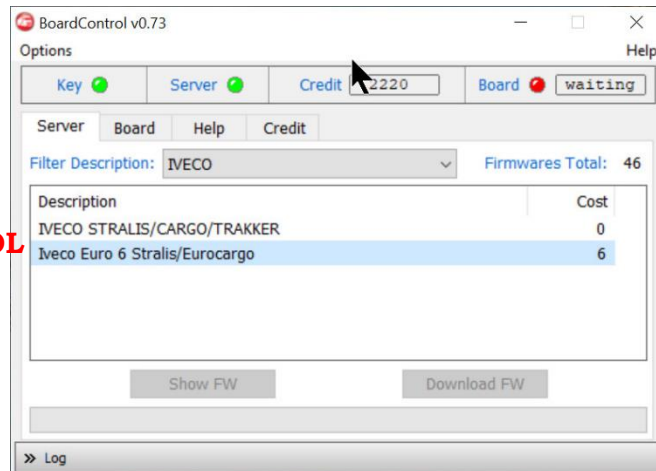 BoardControl v0.73
Options Help
Key Server Credit 2220 Board waiting
Server Board Help Credit
Filter Description: IVECO Firmwares Total: 46
Description Cost
IVECO STRALIS/CARGO/TRAKKER 0
OL
Iveco Euro 6 Stralis/Eurocargo 6
Show FW Download FW
» Log